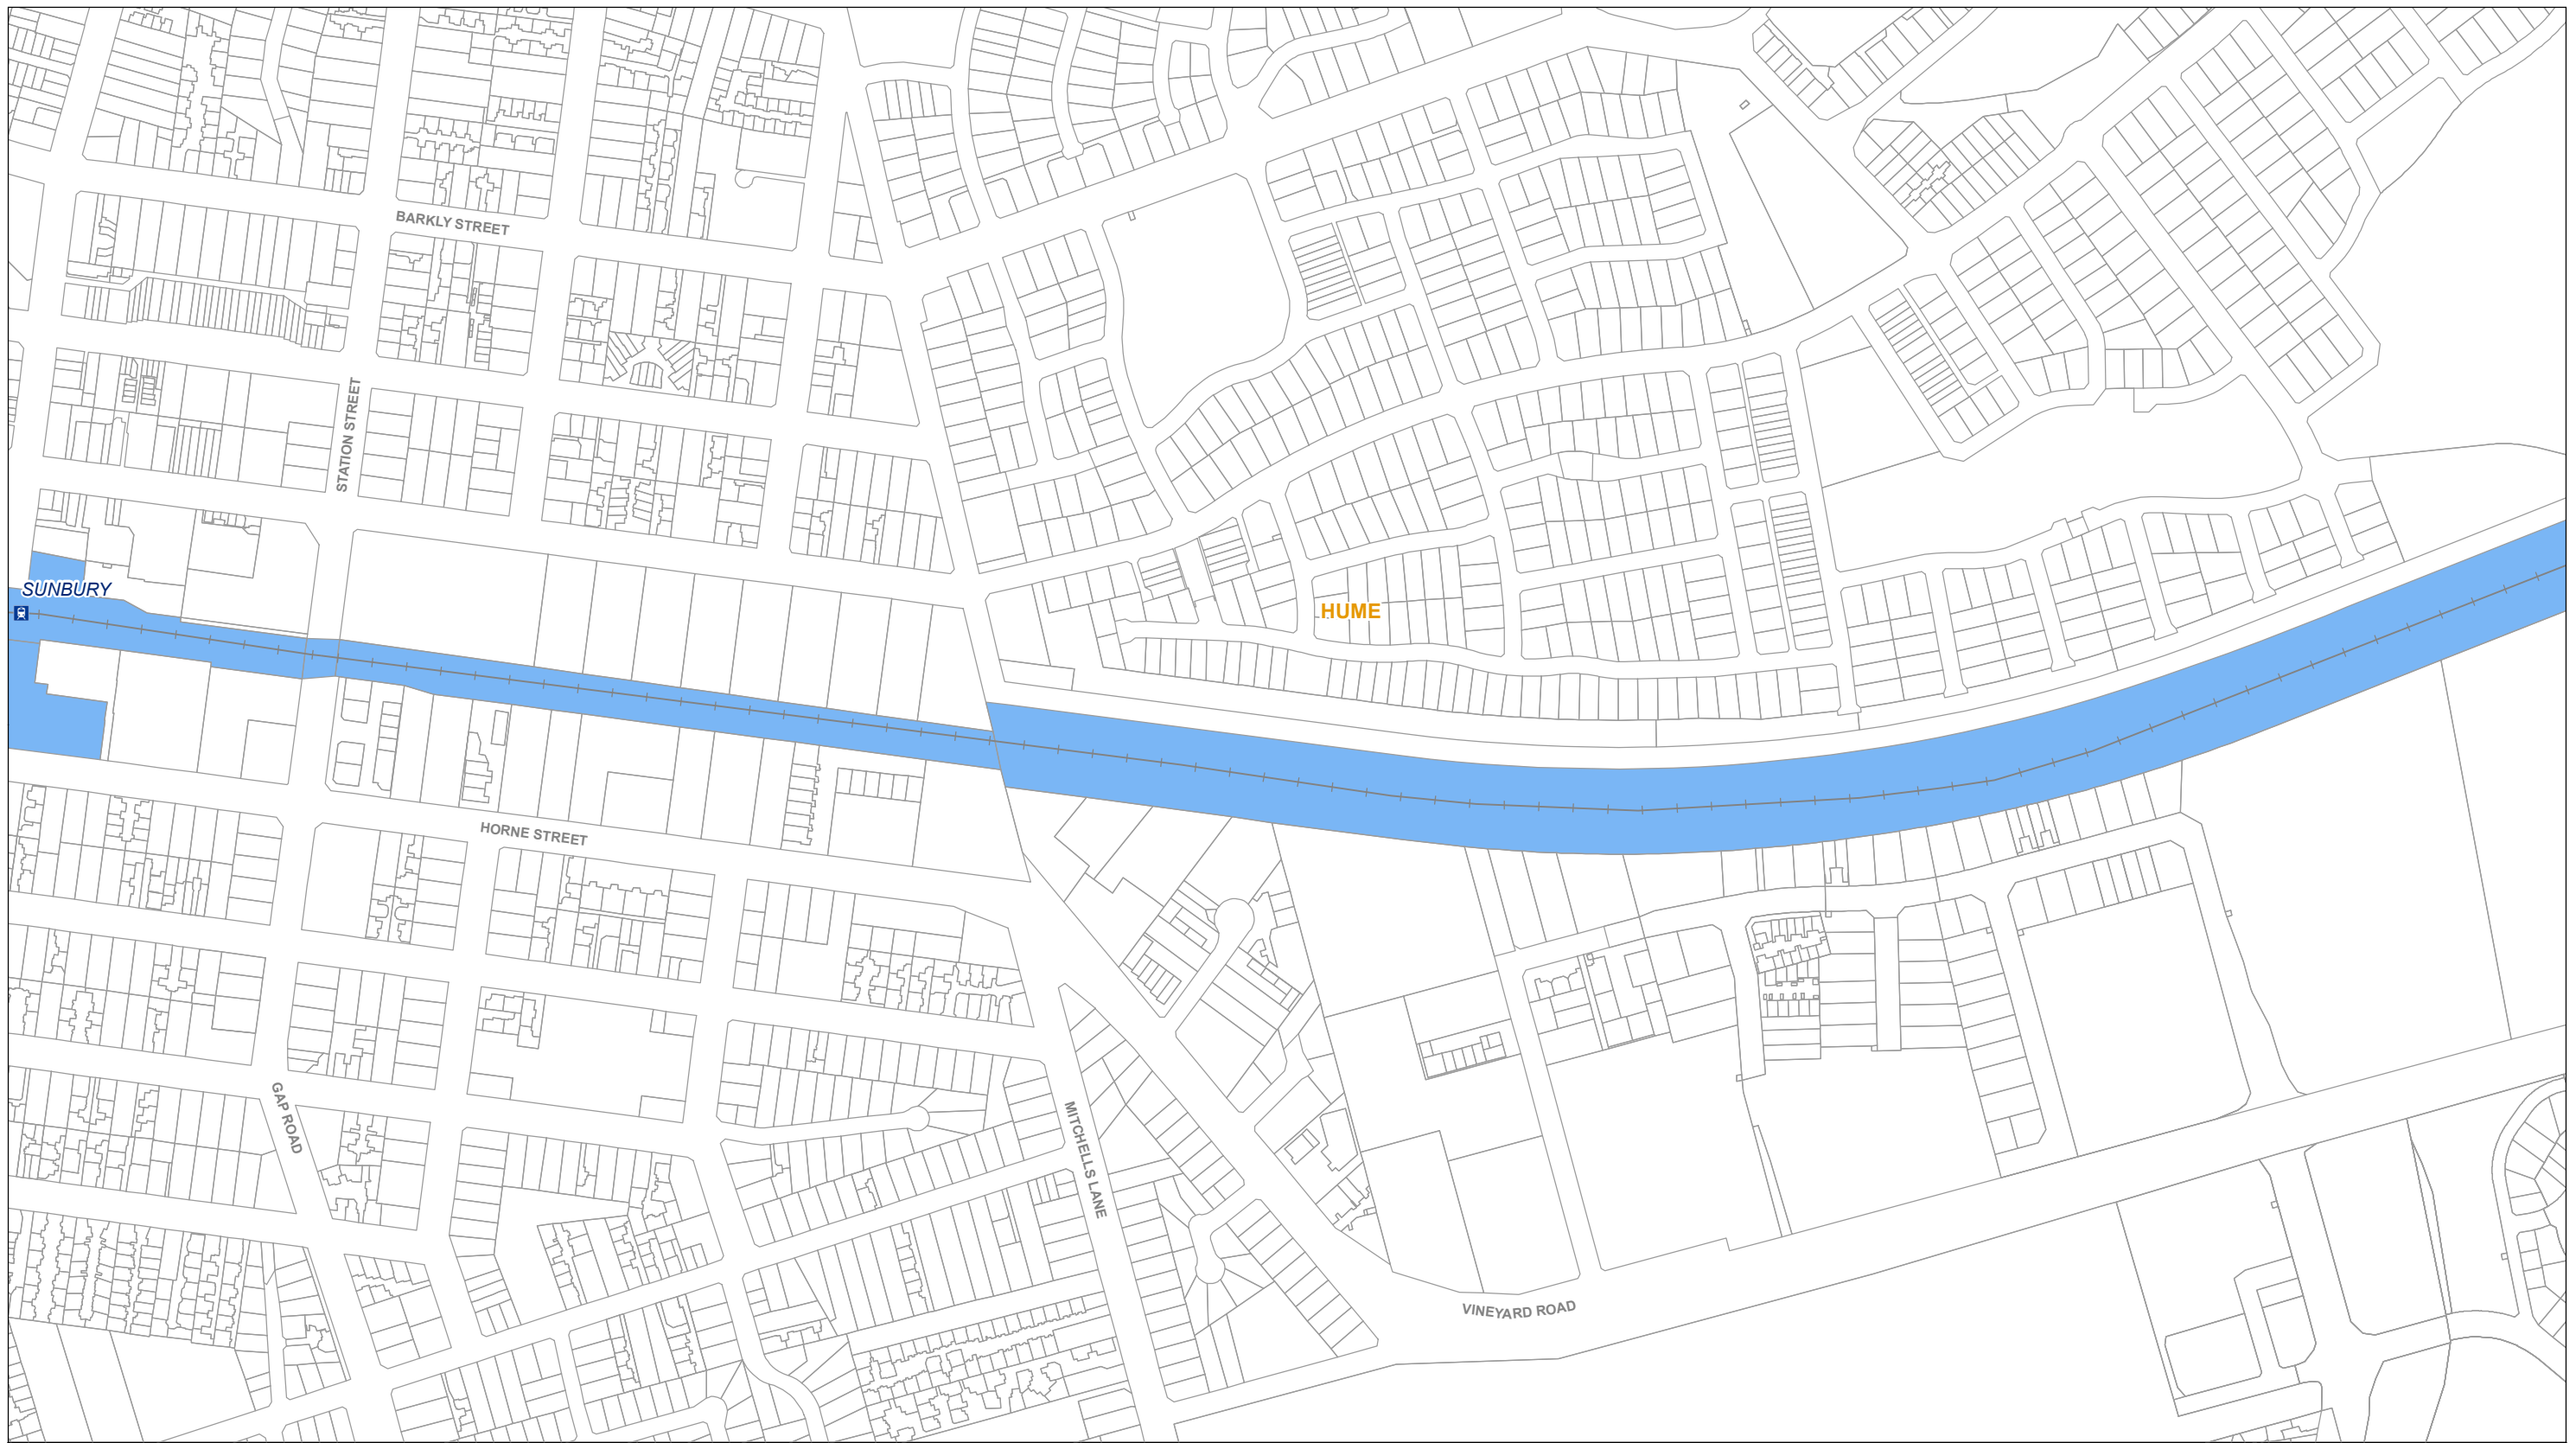 BARKLY STREET
STATION STREET
SUNBURY
HUME
HORNE STREET
GAP ROAD
MITCHELLS LANE
VINEYARD ROAD